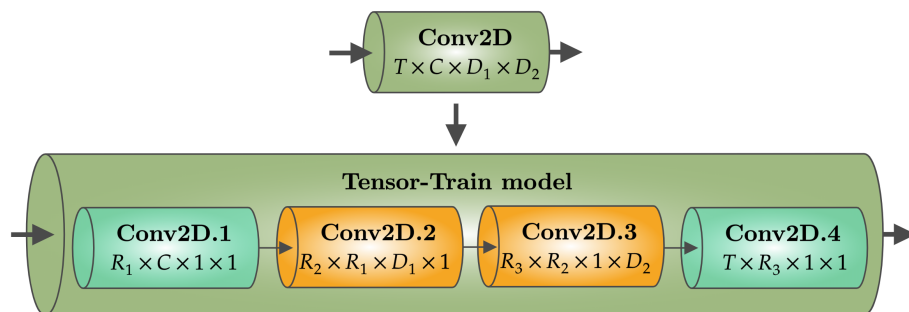 Conv2D
T × C × D₁ × D₂
Tensor-Train model
Conv2D.1
R₁ × C × 1 × 1
Conv2D.2
R₂ × R₁ × D₁ × 1
Conv2D.3
R₃ × R₂ × 1 × D₂
Conv2D.4
T × R₃ × 1 × 1